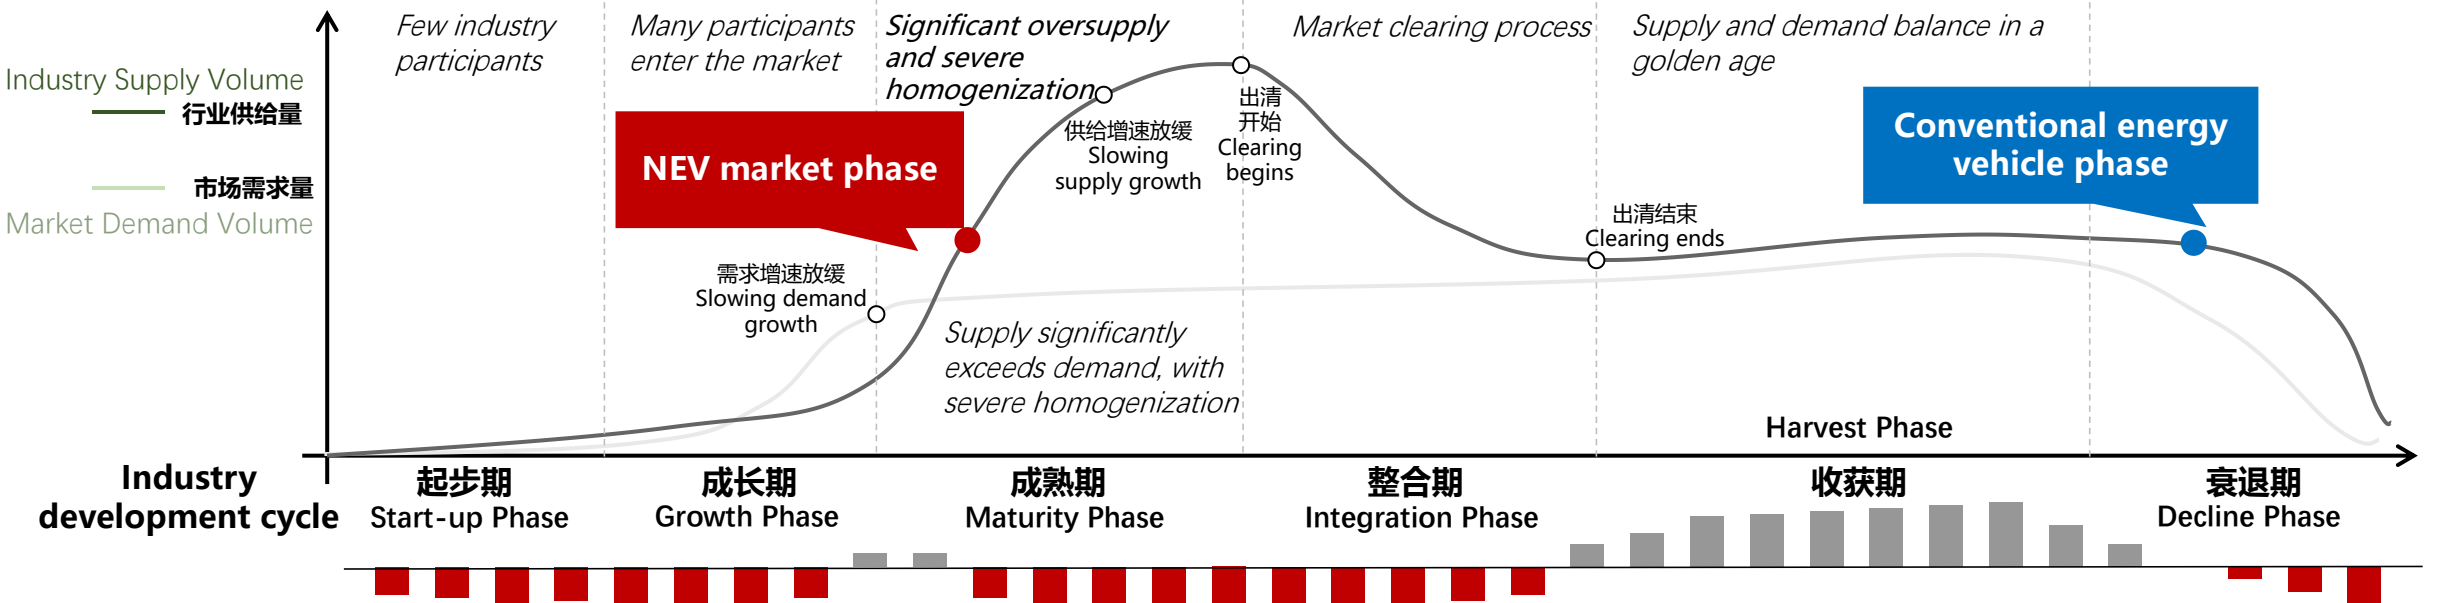 Few industry
participants
Many participants
enter the market
Significant oversupply
and severe
homogenization
Market clearing process
Supply and demand balance in a
golden age
Industry Supply Volume
行业供给量
市场需求量
Market Demand Volume
NEV market phase
供给增速放缓
Slowing
supply growth
出清
开始
Clearing
begins
Conventional energy
vehicle phase
出清结束
Clearing ends
需求增速放缓
Slowing demand
growth
Supply significantly
exceeds demand, with
severe homogenization
Harvest Phase
Industry
development cycle
起步期
Start-up Phase
成长期
Growth Phase
成熟期
Maturity Phase
整合期
Integration Phase
收获期
衰退期
Decline Phase